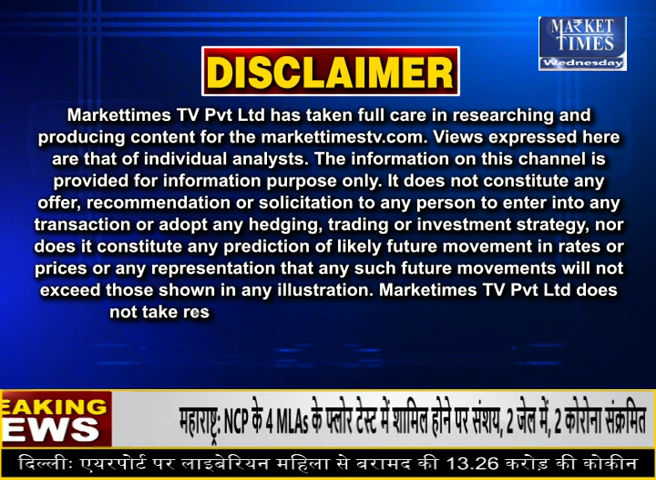 MARKET
TIMES
Wednesday
DISCLAIMER
Markettimes TV Pvt Ltd has taken full care in researching and
producing content for the markettimestv.com. Views expressed here
are that of individual analysts. The information on this channel is
provided for information purpose only. It does not constitute any
offer, recommendation or solicitation to any person to enter into any
transaction or adopt any hedging, trading or investment strategy, nor
does it constitute any prediction of likely future movement in rates or
prices or any representation that any such future movements will not
exceed those shown in any illustration. Marketimes TV Pvt Ltd does
not take res
EAKING
EWS
महाराष्ट्र: NCP के 4 MLAs के फ्लोर टेस्ट में शामिल होने पर संशय, 2 जेल में, 2 कोरोना संक्रमित
दिल्ली: एयरपोर्ट पर लाइबेरियन महिला से बरामद की 13.26 करोड़ की कोकीन